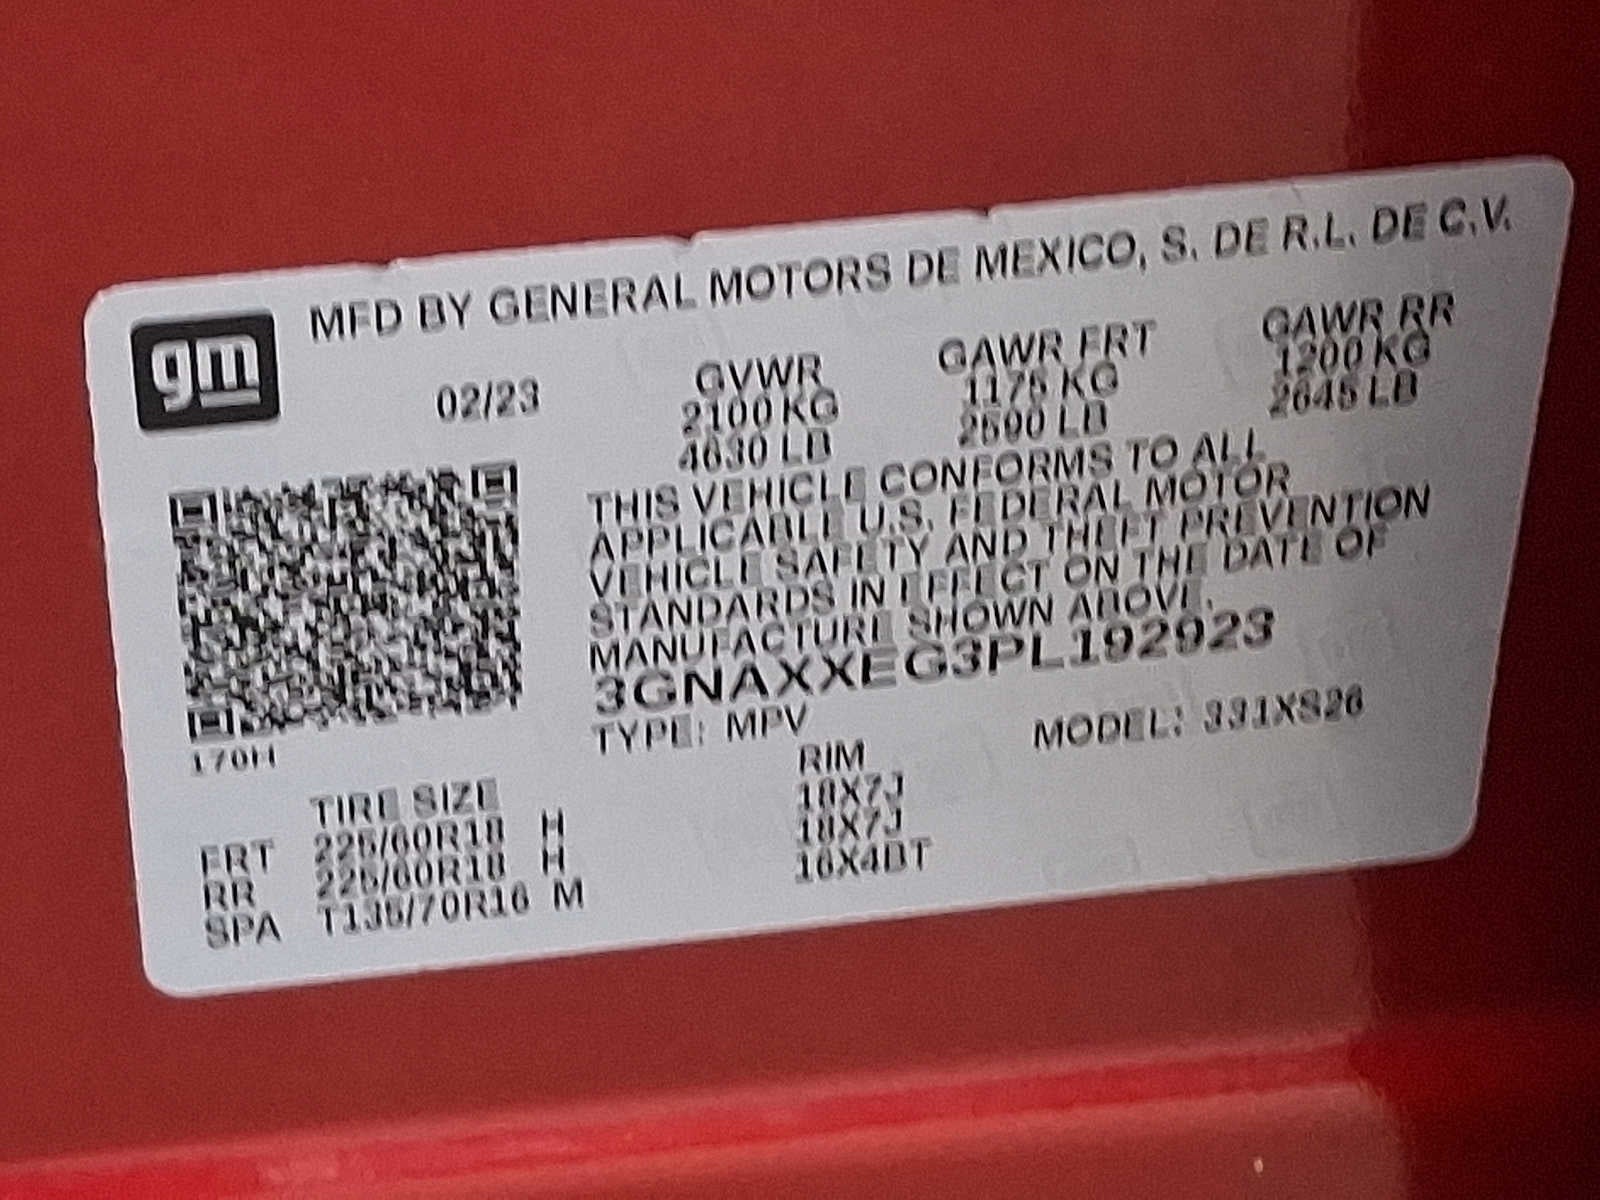 gm
MFD BY GENERAL MOTORS DE MEXICO, S. DE R.L. DE C.V.
02/23
GVWR GAWR FRT GAWR RR
2100 KG 1175 KG 1200 KG
4630 LB 2590 LB 2645 LB
THIS VEHICLE CONFORMS TO ALL
APPLICABLE U.S. FEDERAL MOTOR
VEHICLE SAFETY AND THEFT PREVENTION
STANDARDS IN EFFECT ON THE DATE OF
MANUFACTURE SHOWN ABOVE.
3GNAXXEG3PL192923
TYPE: MPV MODEL: 331XS26
170H
TIRE SIZE RIM
FRT 225/60R18 H 18X7J
RR 225/60R18 H 18X7J
SPA T135/70R16 M 16X4BT